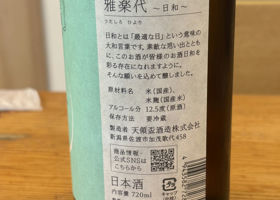 雅楽代
～日和～
うたしろ ひより
日和とは「最適な日」という意味の
大和言葉です。素敵な思い出ととも
に、このお酒が皆様のお酒日和を
彩る存在になれますように。
そんな願いを込めて醸しました。
原材料名 米(国産)、
米麹(国産米)
アルコール分 12.5度(原酒)
保存方法 要冷蔵
製造者 天領盃酒造株式会社
新潟県佐渡市加茂歌代458
商品情報・
公式SNSは
こちらから
日本酒
内容量 720ml